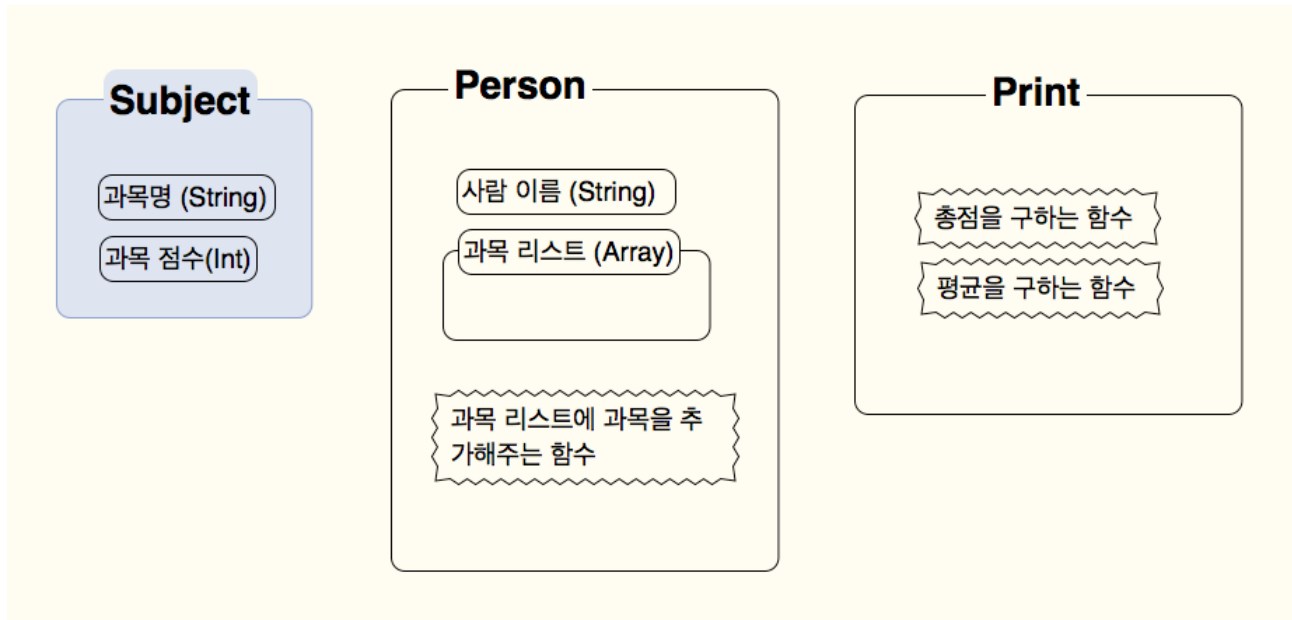 Subject
과목명 (String)
과목 점수(Int)
Person
사람 이름 (String)
과목 리스트 (Array)
과목 리스트에 과목을 추
가해주는 함수
Print
총점을 구하는 함수
평균을 구하는 함수